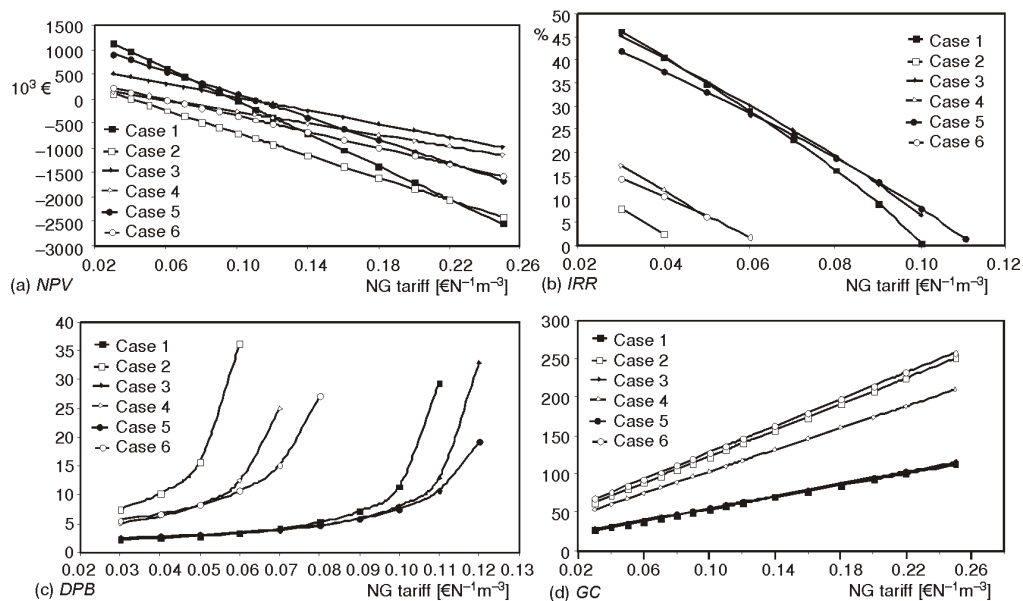 1500
1000
500
10³ €
0
−500
−1000
−1500
−2000
−2500
−3000
Case 1
Case 2
Case 3
Case 4
Case 5
Case 6
0.02 0.06 0.10 0.14 0.18 0.22 0.26
(a) NPV
NG tariff [€N⁻¹m⁻³]
50
%
45
40
35
30
25
20
15
10
5
0
Case 1
Case 2
Case 3
Case 4
Case 5
Case 6
0.02 0.04 0.06 0.08 0.10 0.12
(b) IRR
NG tariff [€N⁻¹m⁻³]
40
35
30
25
20
15
10
5
0
Case 1
Case 2
Case 3
Case 4
Case 5
Case 6
0.02 0.03 0.04 0.05 0.06 0.07 0.08 0.09 0.10 0.11 0.12 0.13
(c) DPB
NG tariff [€N⁻¹m⁻³]
300
250
200
150
100
50
0
Case 1
Case 2
Case 3
Case 4
Case 5
Case 6
0.02 0.06 0.10 0.14 0.18 0.22 0.26
(d) GC
NG tariff [€N⁻¹m⁻³]